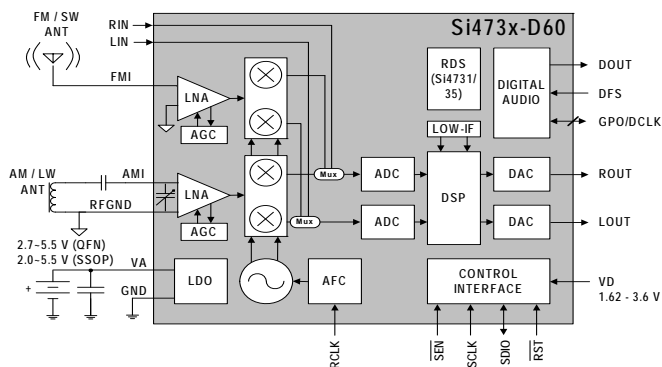 FM / SW
ANT
RIN
LIN
Si473x-D60
FMI
LNA
AGC
RDS
(Si4731/
35)
DIGITAL
AUDIO
DOUT
DFS
GPO/DCLK
LOW-IF
AM / LW
ANT
AMI
RFGND
LNA
AGC
Mux
Mux
ADC
ADC
DSP
DAC
DAC
ROUT
LOUT
2.7~5.5 V (QFN)
2.0~5.5 V (SSOP)
VA
+
GND
LDO
AFC
CONTROL
INTERFACE
VD
1.62 - 3.6 V
RCLK
SEN
SCLK
SDIO
RST